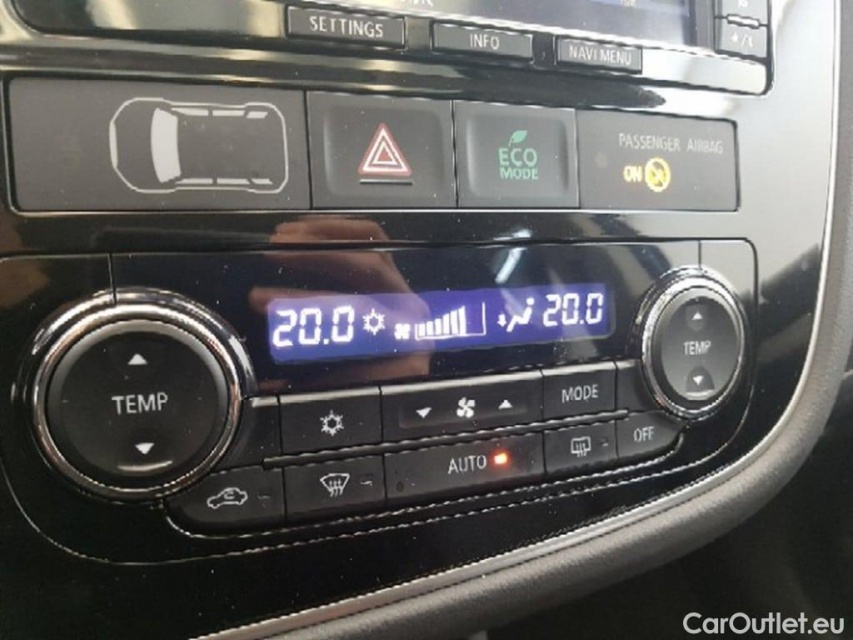 SETTINGS
INFO
NAVI MENU
ECO
MODE
PASSENGER AIRBAG
ON
20.0
20.0
TEMP
TEMP
MODE
AUTO
OFF
CarOutlet.eu